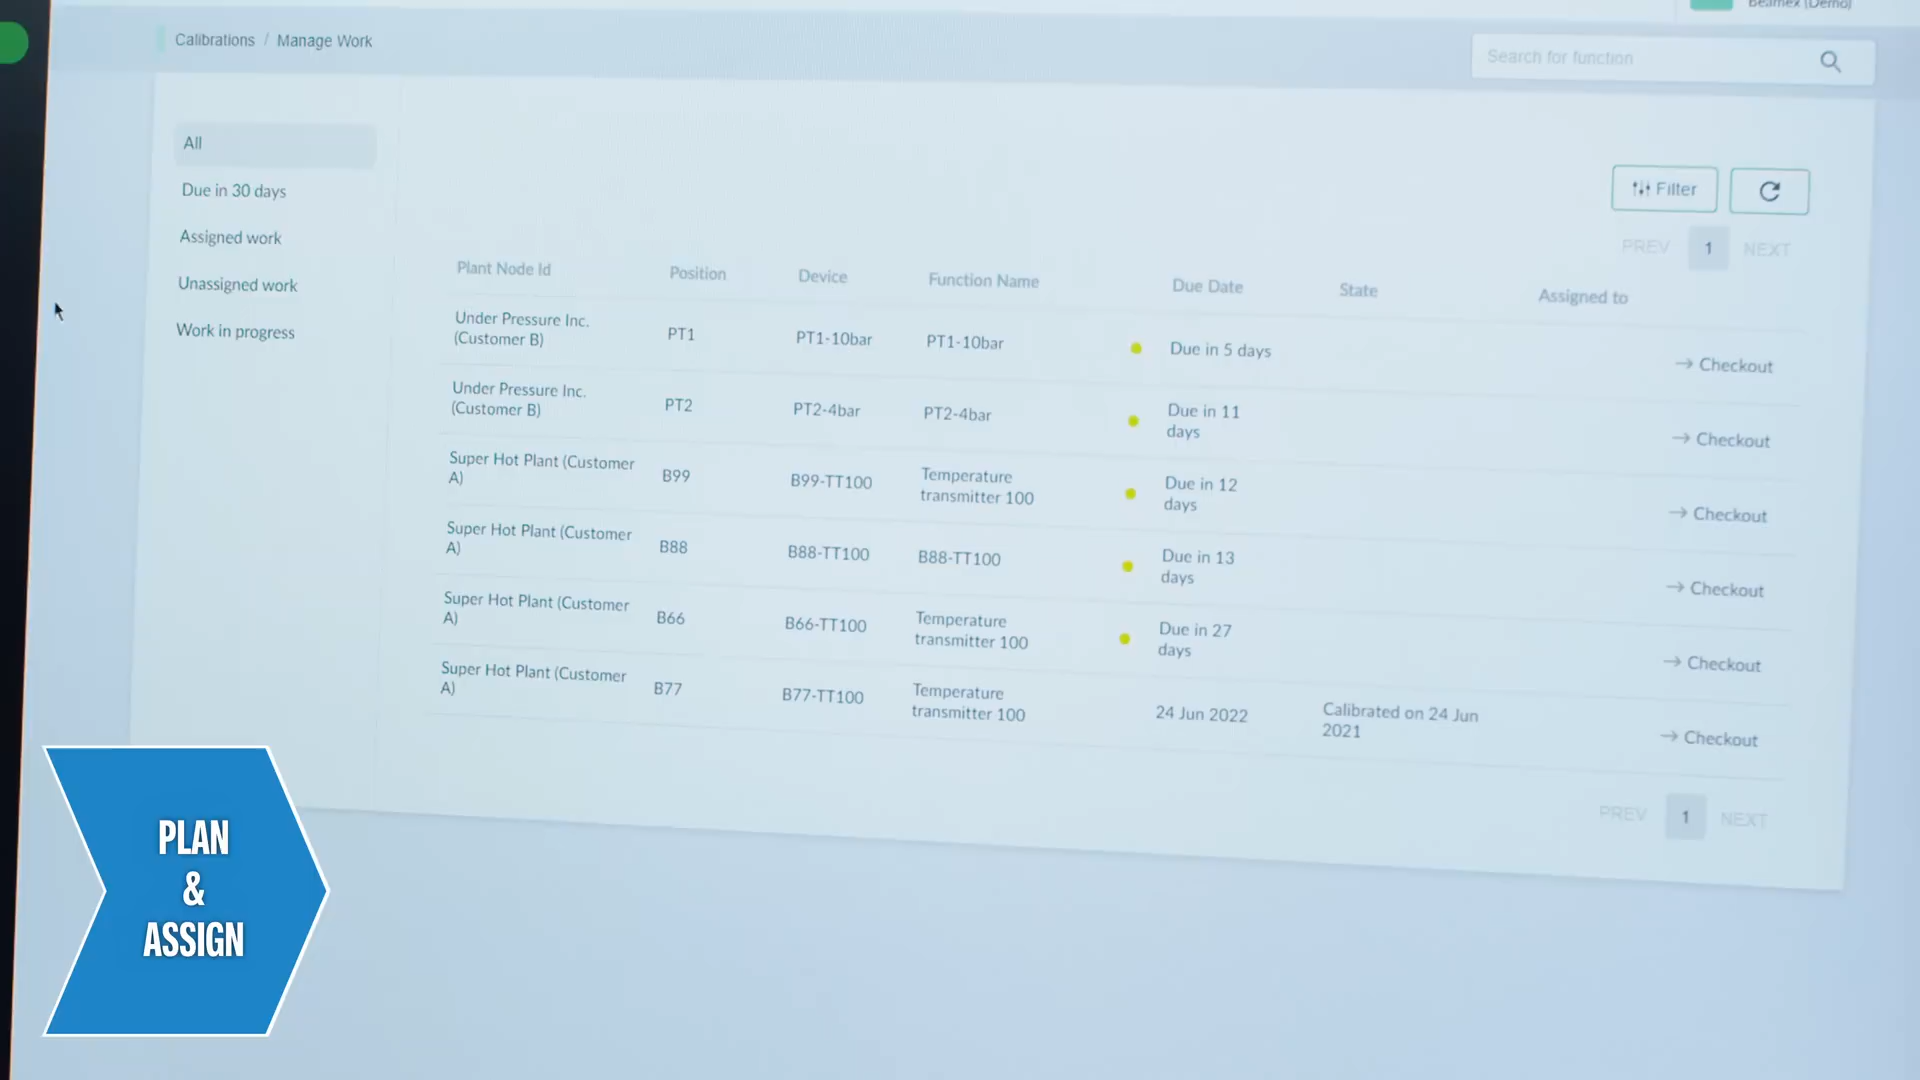 Beamex (Demo)
Calibrations / Manage Work
Search for function
All
Due in 30 days
Assigned work
Unassigned work
Work in progress
Filter
PREV 1 NEXT
Plant Node Id Position Device Function Name Due Date State Assigned to
Under Pressure Inc.
(Customer B) PT1 PT1-10bar PT1-10bar Due in 5 days → Checkout
Under Pressure Inc.
(Customer B) PT2 PT2-4bar PT2-4bar Due in 11
days → Checkout
Super Hot Plant (Customer
A) B99 B99-TT100 Temperature
transmitter 100 Due in 12
days → Checkout
Super Hot Plant (Customer
A) B88 B88-TT100 B88-TT100 Due in 13
days → Checkout
Super Hot Plant (Customer
A) B66 B66-TT100 Temperature
transmitter 100 Due in 27
days → Checkout
Super Hot Plant (Customer
A) B77 B77-TT100 Temperature
transmitter 100 24 Jun 2022 Calibrated on 24 Jun
2021 → Checkout
PREV 1 NEXT
PLAN
&
ASSIGN